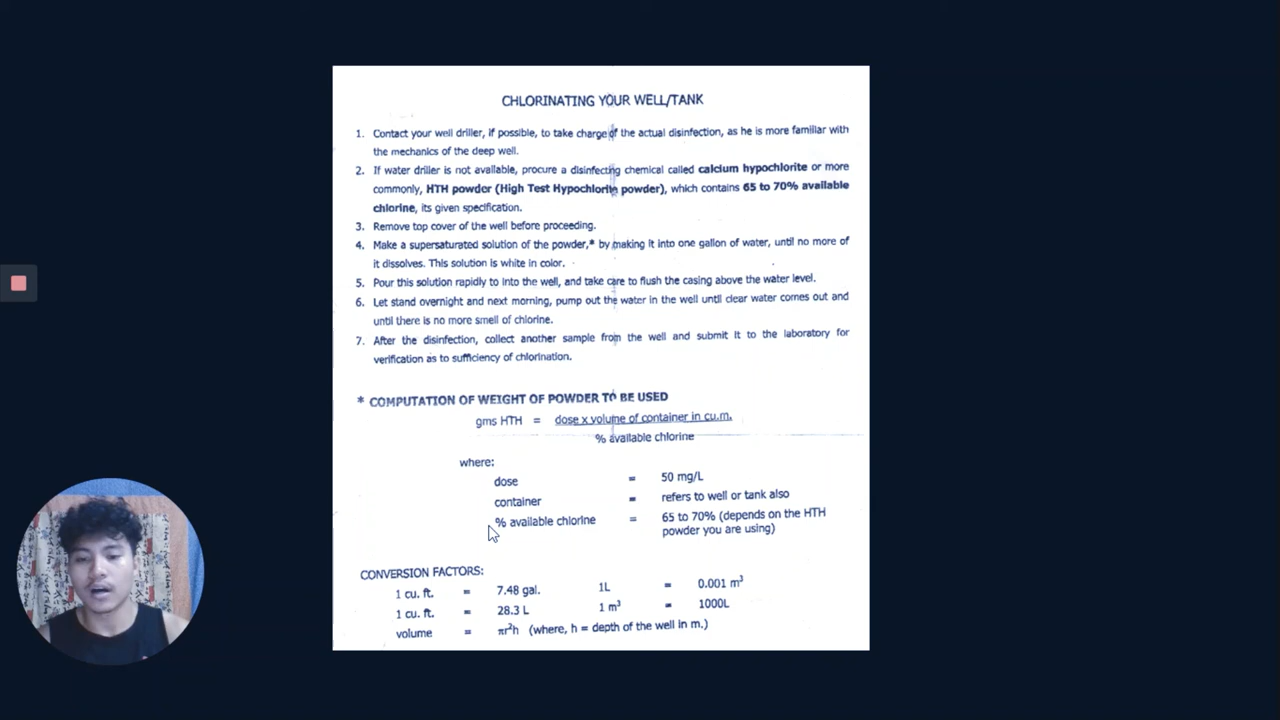 CHLORINATING YOUR WELL/TANK
1. Contact your well driller, if possible, to take charge of the actual disinfection, as he is more familiar with
the mechanics of the deep well.
2. If water driller is not available, procure a disinfecting chemical called calcium hypochlorite or more
commonly, HTH powder (High Test Hypochlorite powder), which contains 65 to 70% available
chlorine, its given specification.
3. Remove top cover of the well before proceeding.
4. Make a supersaturated solution of the powder,* by making it into one gallon of water, until no more of
it dissolves. This solution is white in color.
5. Pour this solution rapidly to into the well, and take care to flush the casing above the water level.
6. Let stand overnight and next morning, pump out the water in the well until clear water comes out and
until there is no more smell of chlorine.
7. After the disinfection, collect another sample from the well and submit it to the laboratory for
verification as to sufficiency of chlorination.
* COMPUTATION OF WEIGHT OF POWDER TO BE USED
gms HTH = dose x volume of container in cu.m.
% available chlorine
where:
dose = 50 mg/L
container = refers to well or tank also
% available chlorine = 65 to 70% (depends on the HTH
powder you are using)
CONVERSION FACTORS:
1 cu. ft. = 7.48 gal. 1L = 0.001 m³
1 cu. ft. = 28.3 L 1 m³ = 1000L
volume = πr²h (where, h = depth of the well in m.)